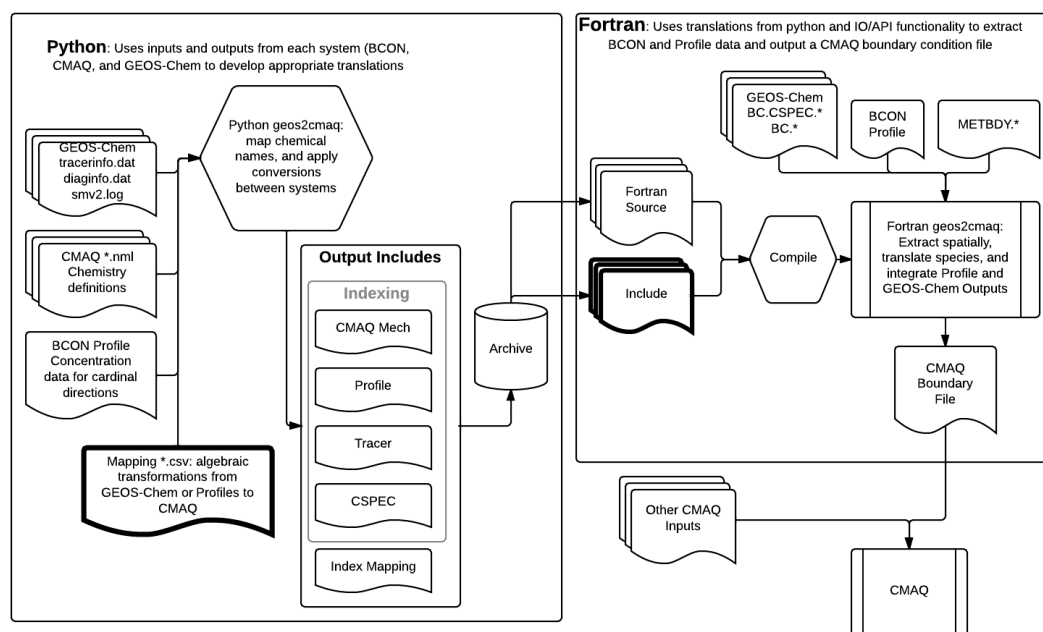 Python: Uses inputs and outputs from each system (BCON,
CMAQ, and GEOS-Chem to develop appropriate translations
GEOS-Chem
tracerinfo.dat
diaginfo.dat
smv2.log
CMAQ *.nml
Chemistry
definitions
BCON Profile
Concentration
data for cardinal
directions
Mapping *.csv: algebraic
transformations from
GEOS-Chem or Profiles to
CMAQ
Python geos2cmaq:
map chemical
names, and apply
conversions
between systems
Output Includes
Indexing
CMAQ Mech
Profile
Tracer
CSPEC
Index Mapping
Archive
Fortran: Uses translations from python and IO/API functionality to extract
BCON and Profile data and output a CMAQ boundary condition file
GEOS-Chem
BC.CSPEC.*
BC.*
BCON
Profile
METBDY.*
Fortran
Source
Include
Compile
Fortran geos2cmaq:
Extract spatially,
translate species, and
integrate Profile and
GEOS-Chem Outputs
CMAQ
Boundary
File
Other CMAQ
Inputs
CMAQ